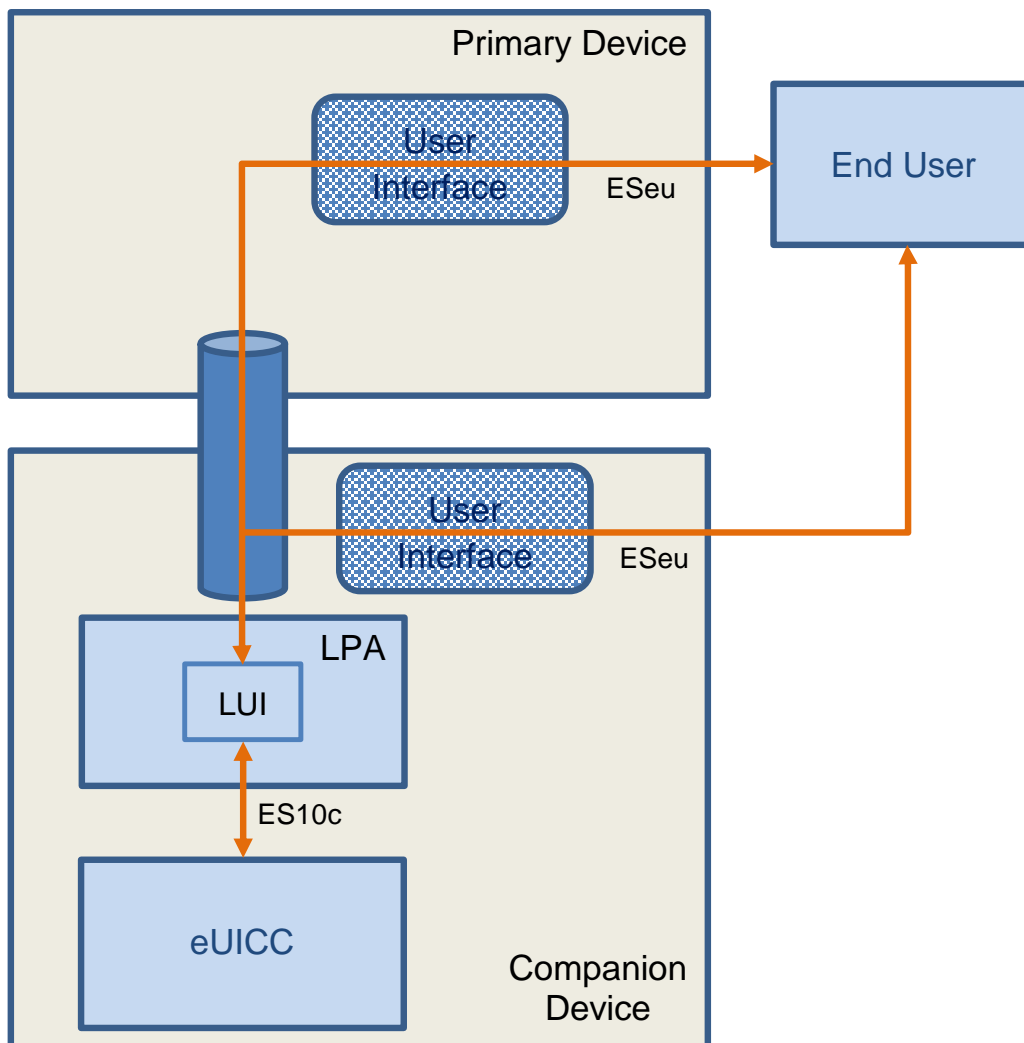 Primary Device
User
Interface
ESeu
End User
User
Interface
ESeu
LPA
LUI
ES10c
eUICC
Companion
Device